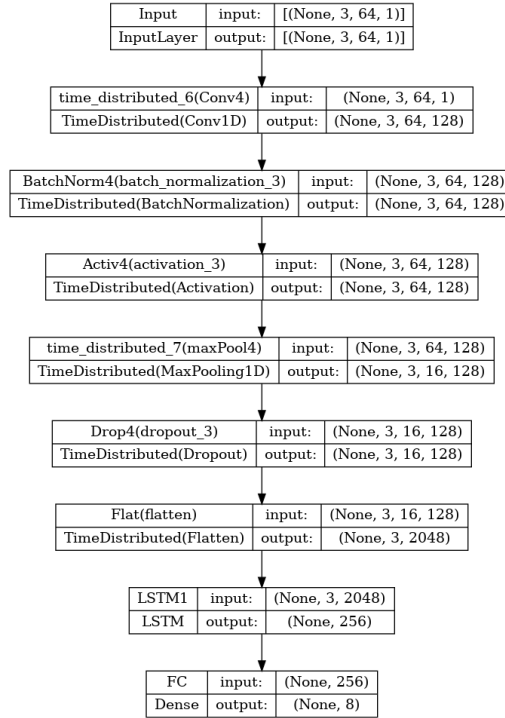 Input input: [(None, 3, 64, 1)]
InputLayer output: [(None, 3, 64, 1)]
time_distributed_6(Conv4) input: (None, 3, 64, 1)
TimeDistributed(Conv1D) output: (None, 3, 64, 128)
BatchNorm4(batch_normalization_3) input: (None, 3, 64, 128)
TimeDistributed(BatchNormalization) output: (None, 3, 64, 128)
Activ4(activation_3) input: (None, 3, 64, 128)
TimeDistributed(Activation) output: (None, 3, 64, 128)
time_distributed_7(maxPool4) input: (None, 3, 64, 128)
TimeDistributed(MaxPooling1D) output: (None, 3, 16, 128)
Drop4(dropout_3) input: (None, 3, 16, 128)
TimeDistributed(Dropout) output: (None, 3, 16, 128)
Flat(flatten) input: (None, 3, 16, 128)
TimeDistributed(Flatten) output: (None, 3, 2048)
LSTM1 input: (None, 3, 2048)
LSTM output: (None, 256)
FC input: (None, 256)
Dense output: (None, 8)